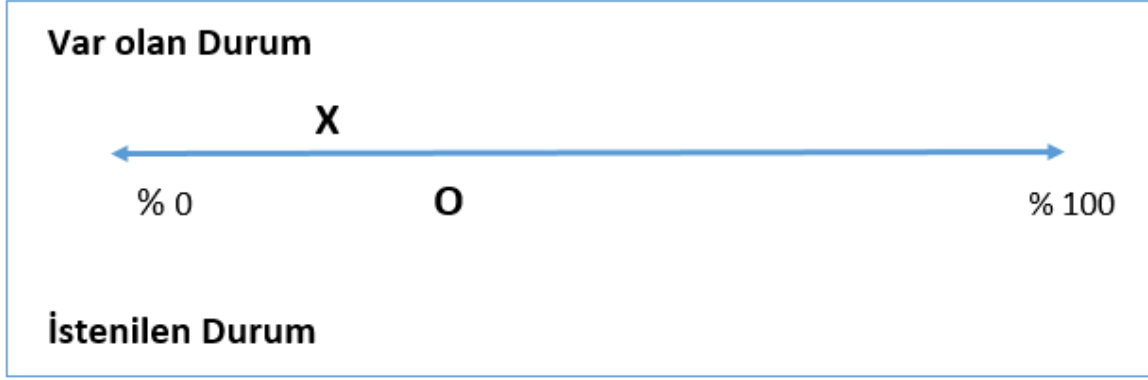 Var olan Durum
X
% 0 O % 100
İstenilen Durum